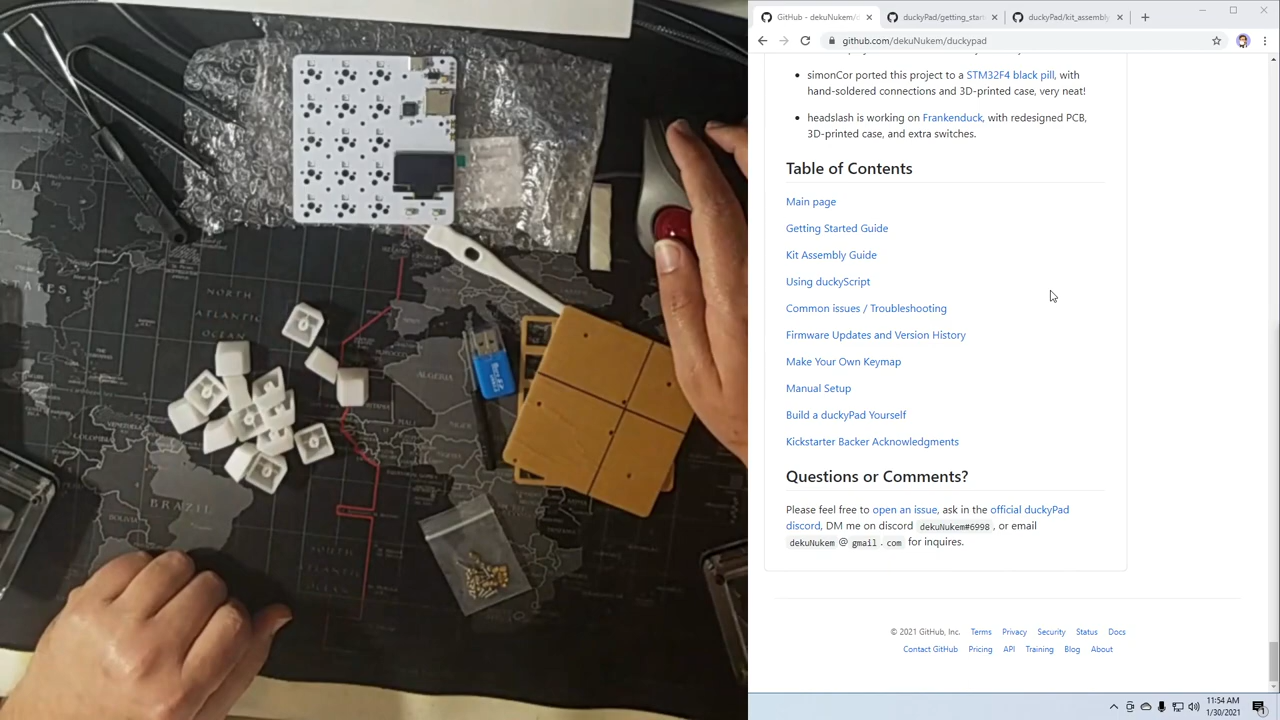 GitHub - dekuNukem/d
duckyPad/getting_star
duckyPad/kit_assembly
github.com/dekuNukem/duckypad
simonCor ported this project to a STM32F4 black pill, with
hand-soldered connections and 3D-printed case, very neat!
headslash is working on Frankenduck, with redesigned PCB,
3D-printed case, and extra switches.
Table of Contents
Main page
Getting Started Guide
Kit Assembly Guide
Using duckyScript
Common issues / Troubleshooting
Firmware Updates and Version History
Make Your Own Keymap
Manual Setup
Build a duckyPad Yourself
Kickstarter Backer Acknowledgments
Questions or Comments?
Please feel free to open an issue, ask in the official duckyPad
discord, DM me on discord dekuNukem#6998 , or email
dekuNukem @ gmail . com for inquires.
© 2021 GitHub, Inc. Terms Privacy Security Status Docs
Contact GitHub Pricing API Training Blog About
11:54 AM
1/30/2021
NORTH
ATLANTIC
OCEAN
ALGERIA
BRAZIL
ATLANTIC